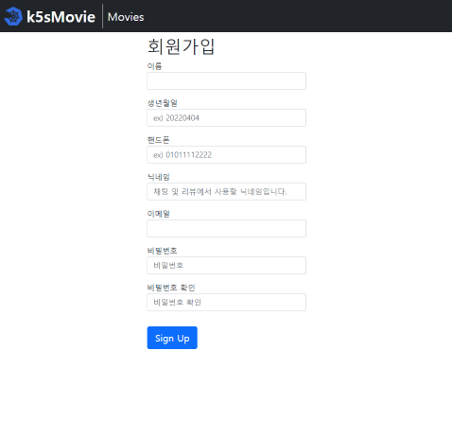 k5sMovie Movies
회원가입
이름
생년월일
ex) 20220404
핸드폰
ex) 01011112222
닉네임
채팅 및 리뷰에서 사용할 닉네임입니다.
이메일
비밀번호
비밀번호
비밀번호 확인
비밀번호 확인
Sign Up